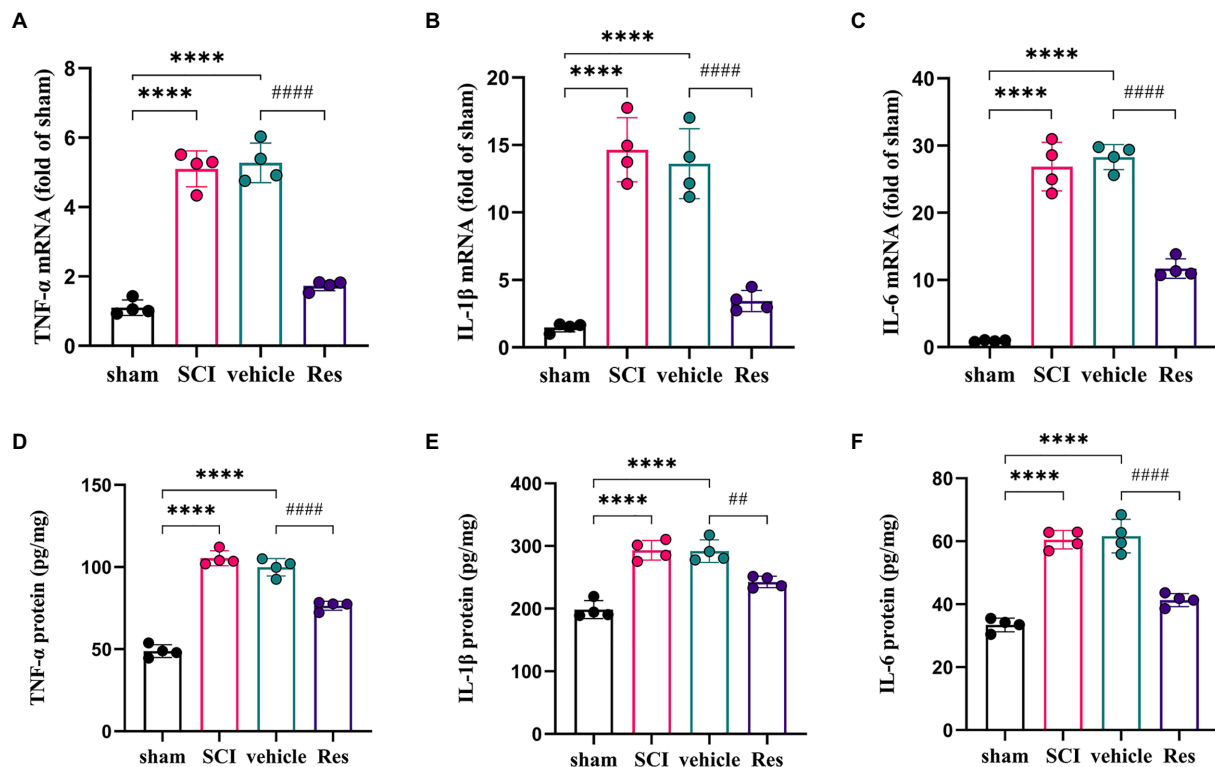 A
TNF-α mRNA (fold of sham)
8
6
4
2
0
****
****
####
sham SCI vehicle Res
B
IL-1β mRNA (fold of sham)
20
15
10
5
0
****
****
####
sham SCI vehicle Res
C
IL-6 mRNA (fold of sham)
40
30
20
10
0
****
****
####
sham SCI vehicle Res
D
TNF-α protein (pg/mg)
150
100
50
0
****
****
####
sham SCI vehicle Res
E
IL-1β protein (pg/mg)
400
300
200
100
0
****
****
##
sham SCI vehicle Res
F
IL-6 protein (pg/mg)
80
60
40
20
0
****
****
####
sham SCI vehicle Res